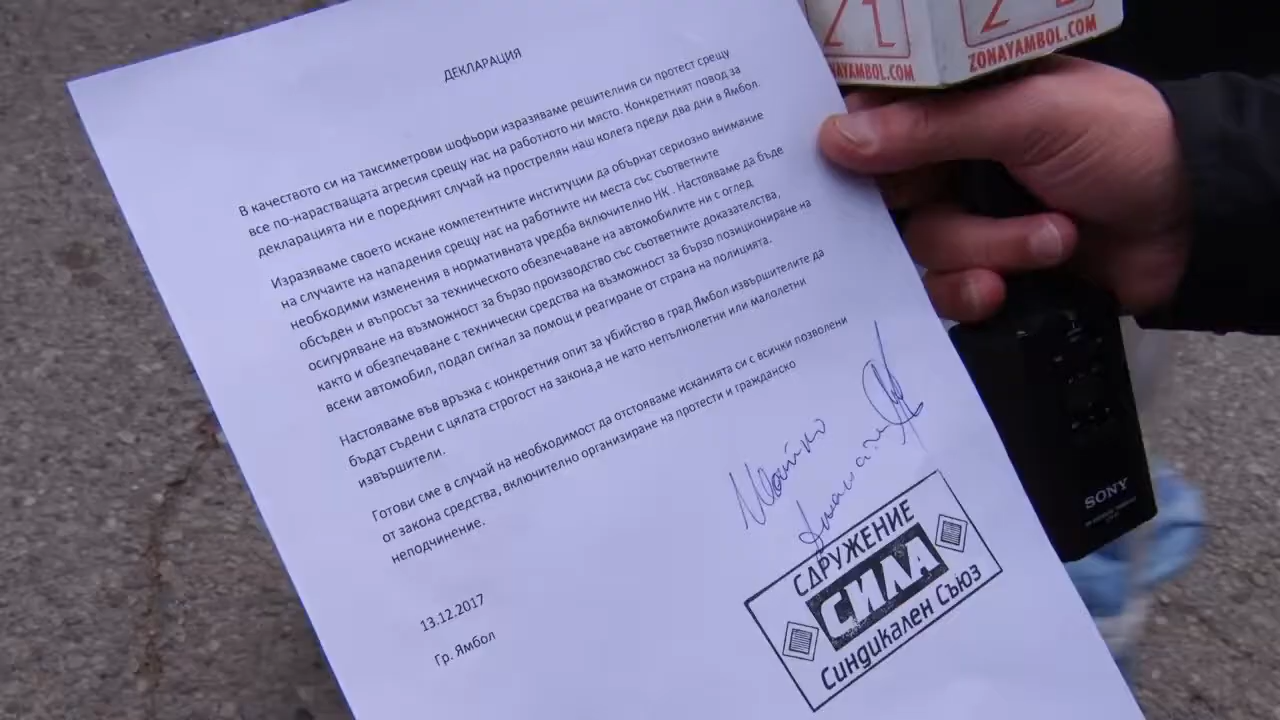 ДЕКЛАРАЦИЯ
В качеството си на таксиметрови шофьори изразяваме решителния си протест срещу
все по-нарастващата агресия срещу нас на работното ни място. Конкретният повод за
декларацията ни е поредният случай на прострелян наш колега преди два дни в Ямбол.
Изразяваме своето искане компетентните институции да обърнат сериозно внимание
на случаите на нападения срещу нас на работните ни места със съответните
необходими изменения в нормативната уредба включително НК . Настояваме да бъде
обсъден и въпросът за техническото обезпечаване на автомобилите ни с оглед
осигуряване на възможност за бързо производство със съответните доказателства,
както и обезпечаване с технически средства на възможност за бързо позициониране на
всеки автомобил, подал сигнал за помощ и реагиране от страна на полицията.
Настояваме във връзка с конкретния опит за убийство в град Ямбол извършителите да
бъдат съдени с цялата строгост на закона,а не като непълнолетни или малолетни
извършители.
Готови сме в случай на необходимост да отстояваме исканията си с всички позволени
от закона средства, включително организиране на протести и гражданско
неподчинение.
13.12.2017
Гр. Ямбол
СДРУЖЕНИЕ
СИЛА
Синдикален Съюз
NAYAMBOL.COM
ZONAYAMBOL.COM
SONY